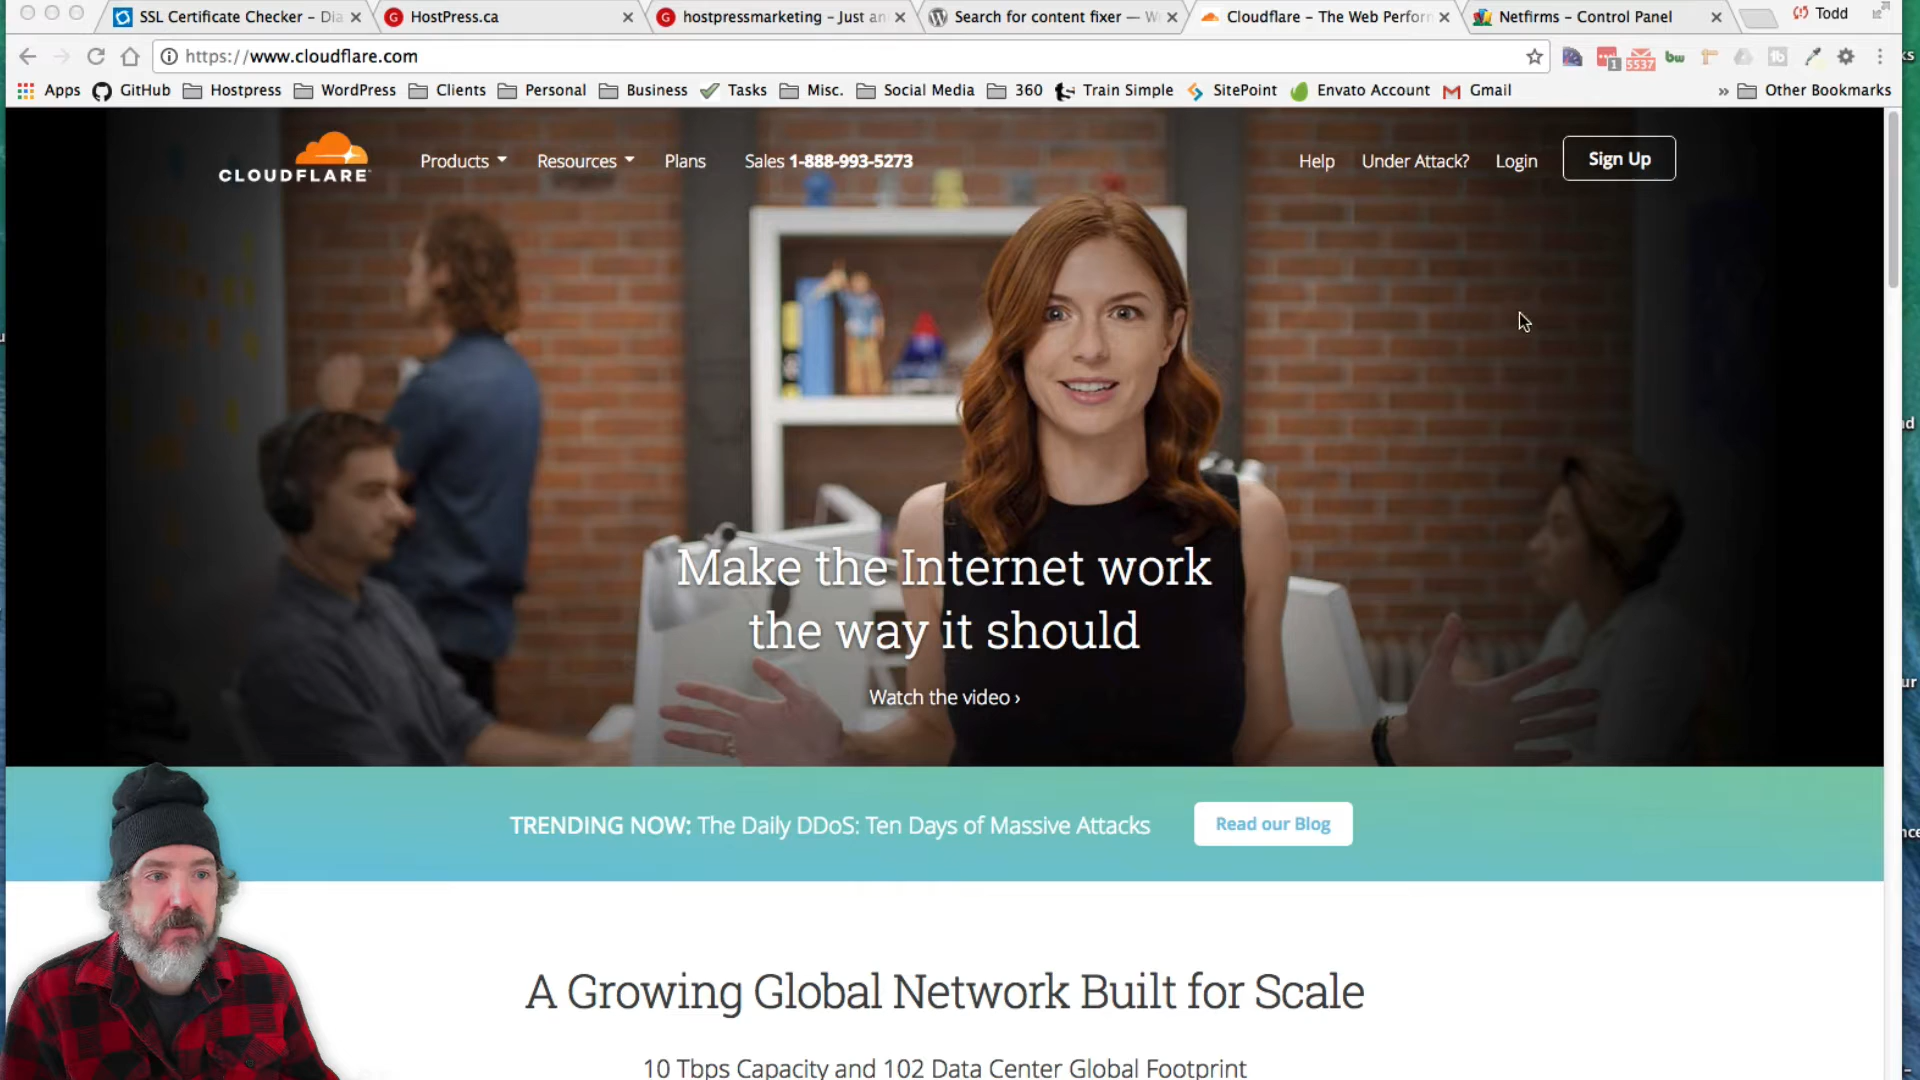 SSL Certificate Checker – Dia
HostPress.ca
hostpressmarketing – Just an
Search for content fixer — W
Cloudflare – The Web Perfor
Netfirms – Control Panel
Todd
https://www.cloudflare.com
1
5537
bw
Apps
GitHub
Hostpress
WordPress
Clients
Personal
Business
Tasks
Misc.
Social Media
360
Train Simple
SitePoint
Envato Account
Gmail
»
Other Bookmarks
CLOUDFLARE
Products
Resources
Plans
Sales 1-888-993-5273
Help
Under Attack?
Login
Sign Up
Make the Internet work
the way it should
Watch the video ›
TRENDING NOW: The Daily DDoS: Ten Days of Massive Attacks
Read our Blog
A Growing Global Network Built for Scale
10 Tbps Capacity and 102 Data Center Global Footprint